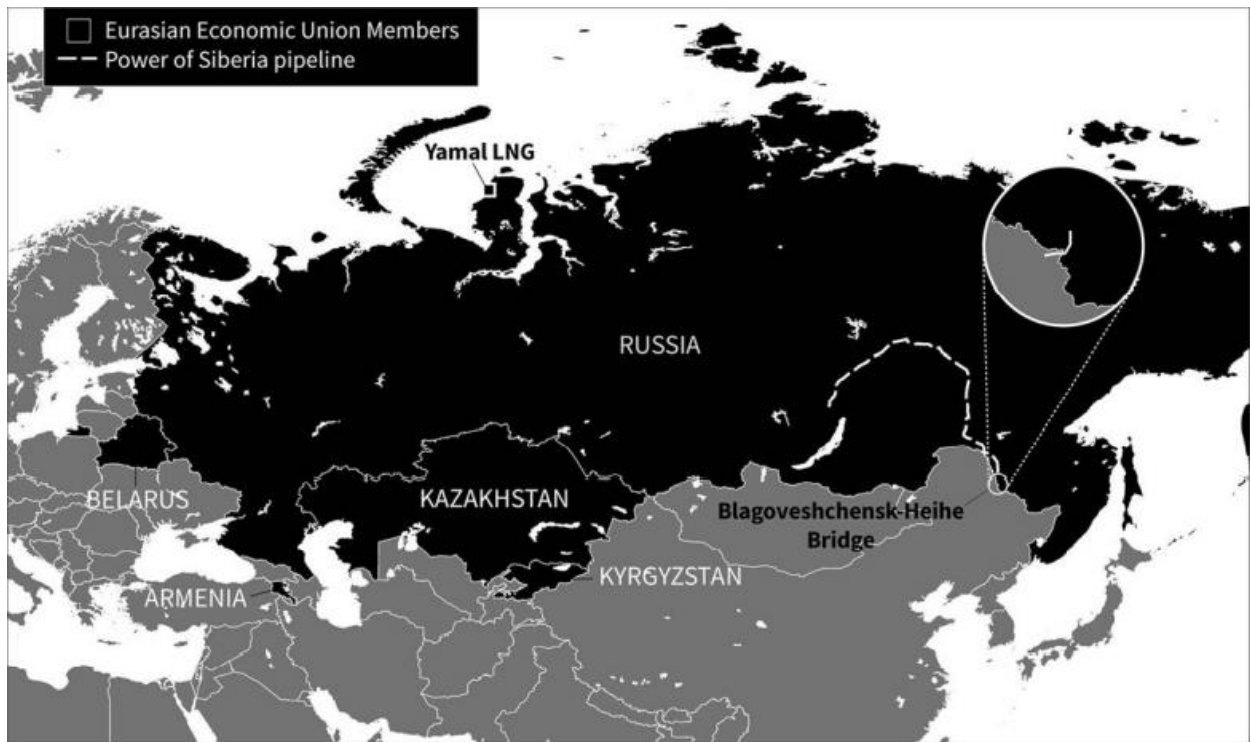 Eurasian Economic Union Members
Power of Siberia pipeline
Yamal LNG
RUSSIA
BELARUS
KAZAKHSTAN
Blagoveshchensk-Heihe
Bridge
KYRGYZSTAN
ARMENIA